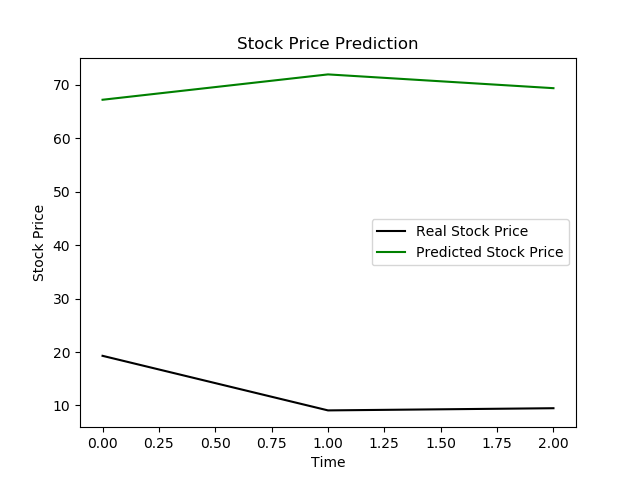 Stock Price Prediction
Stock Price
70
60
50
40
30
20
10
Real Stock Price
Predicted Stock Price
0.00 0.25 0.50 0.75 1.00 1.25 1.50 1.75 2.00
Time